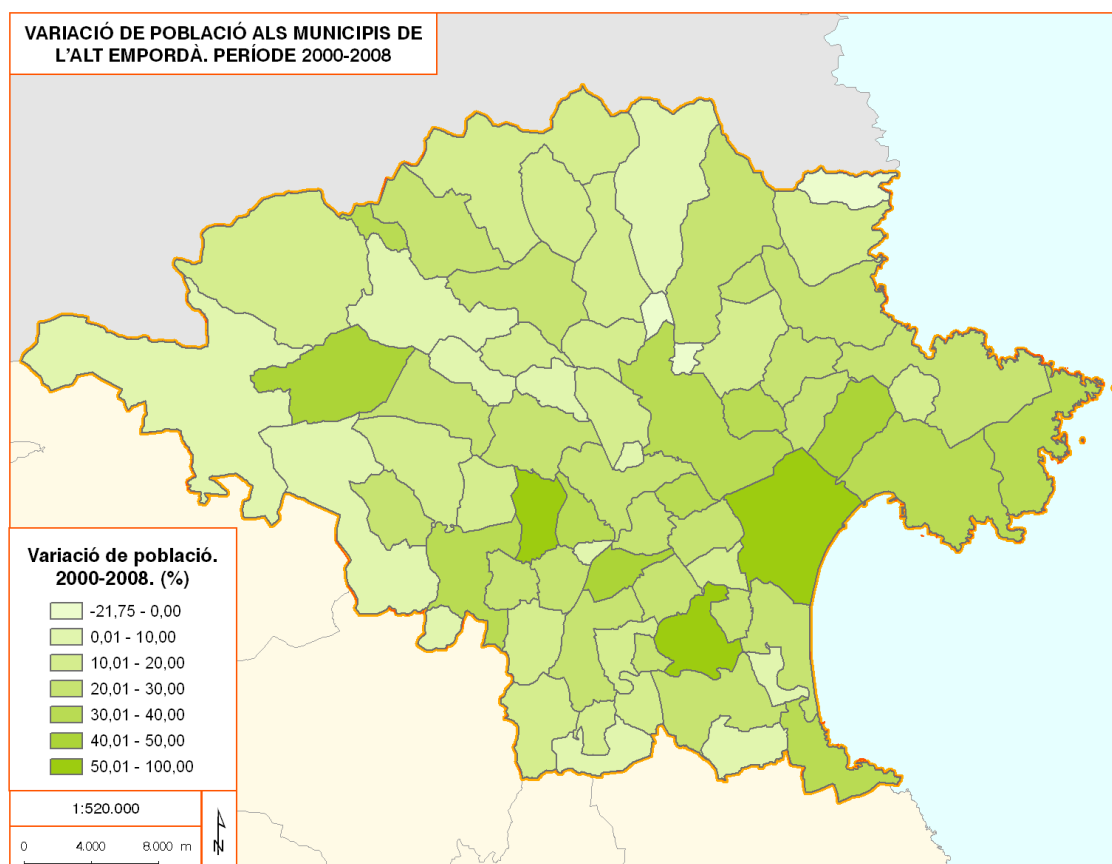 VARIACIÓ DE POBLACIÓ ALS MUNICIPIS DE
L'ALT EMPORDÀ. PERÍODE 2000-2008
Variació de població.
2000-2008. (%)
-21,75 - 0,00
0,01 - 10,00
10,01 - 20,00
20,01 - 30,00
30,01 - 40,00
40,01 - 50,00
50,01 - 100,00
1:520.000
0 4.000 8.000 m
N